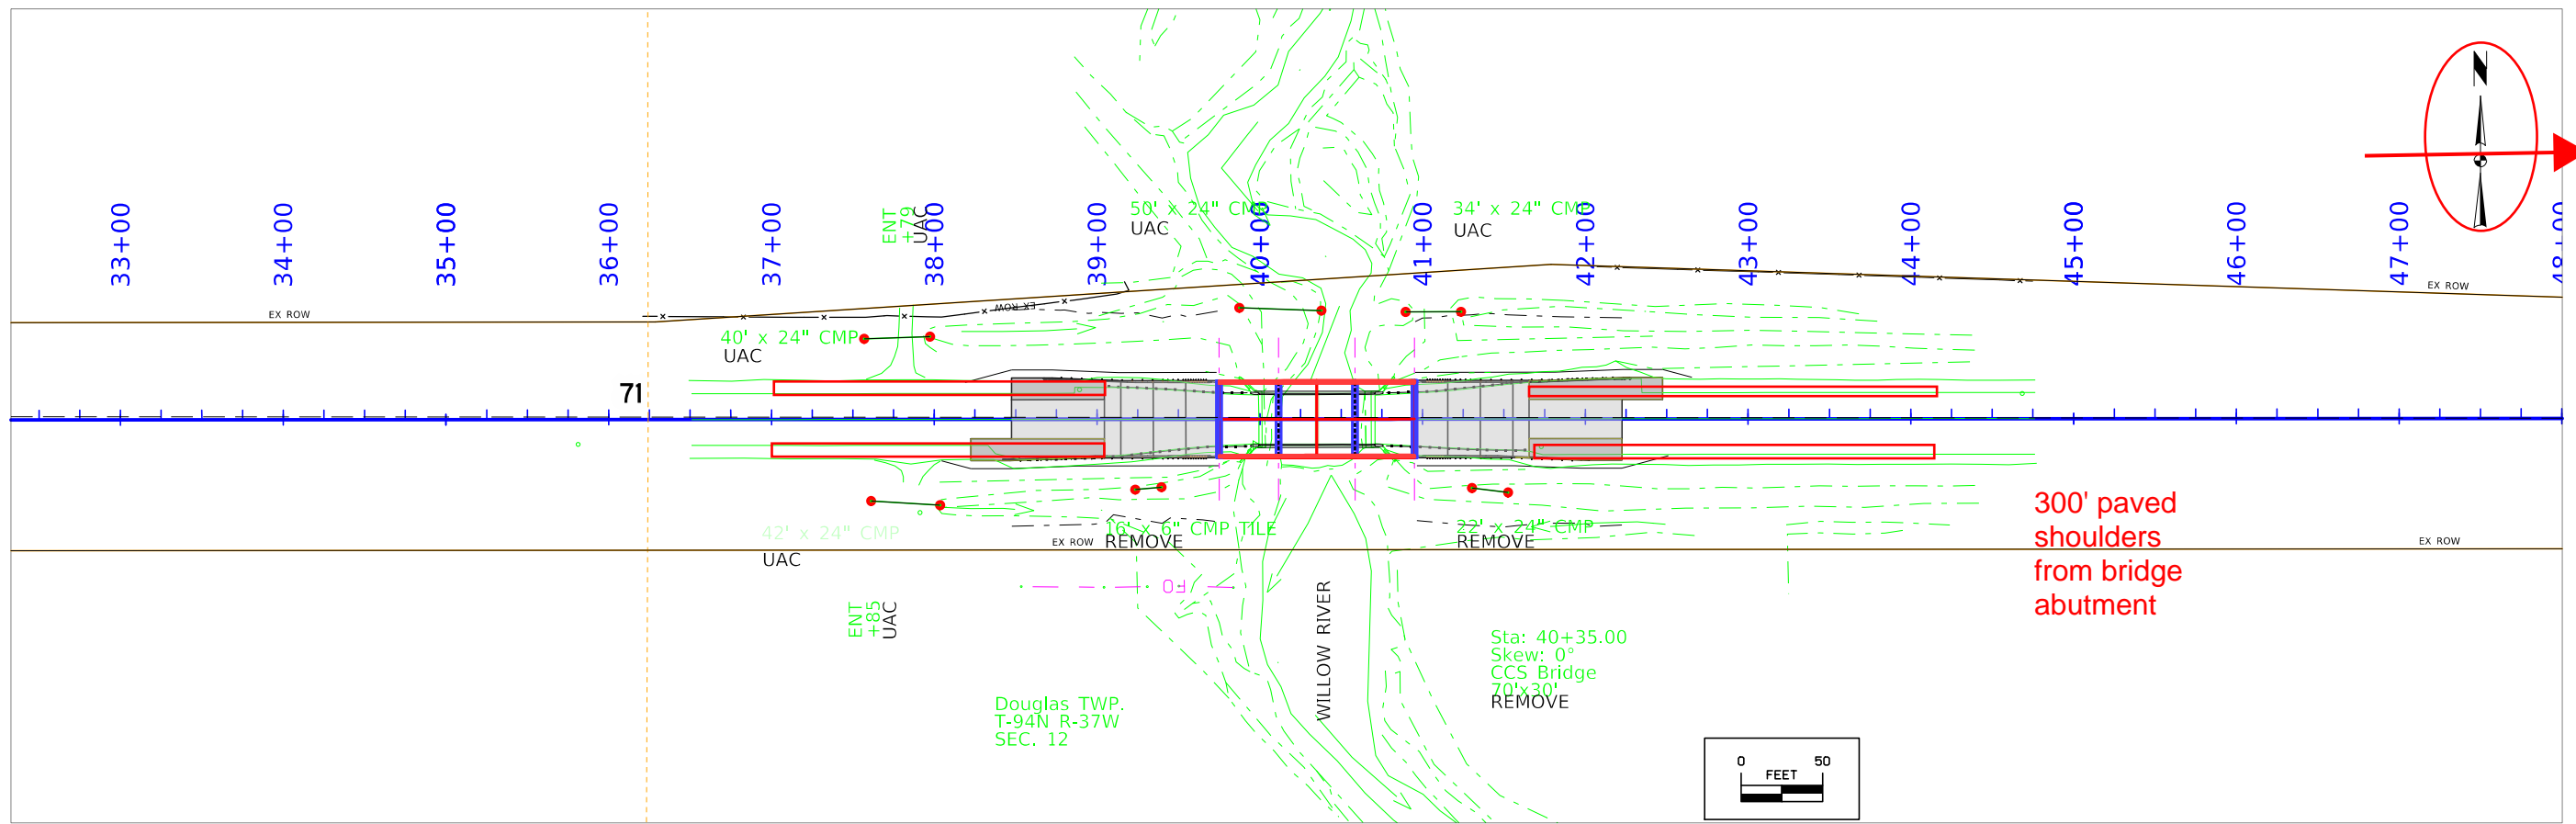 N
33+00
34+00
35+00
36+00
37+00
38+00
39+00
40+00
41+00
42+00
43+00
44+00
45+00
46+00
47+00
48+00
ENT
+79
UAC
50' x 24" CMP
UAC
34' x 24" CMP
UAC
EX ROW
EX ROW
EX ROW
40' x 24" CMP
UAC
71
42' x 24" CMP
UAC
16' x 6" CMP TILE
REMOVE
EX ROW
22' x 24" CMP
REMOVE
EX ROW
300' paved
shoulders
from bridge
abutment
FO
ENT
+85
UAC
WILLOW RIVER
Sta: 40+35.00
Skew: 0°
CCS Bridge
70'x30'
REMOVE
Douglas TWP.
T-94N R-37W
SEC. 12
0 50
FEET